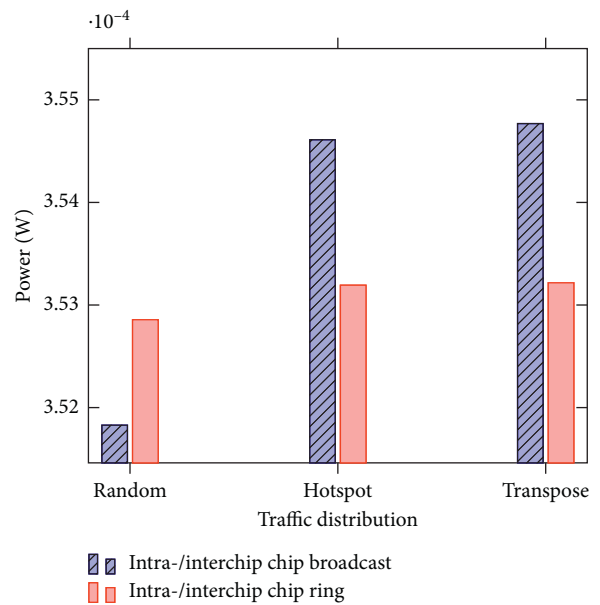 ·10⁻⁴
3.55
3.54
3.53
3.52
Power (W)
Random Hotspot Transpose
Traffic distribution
Intra-/interchip chip broadcast
Intra-/interchip chip ring